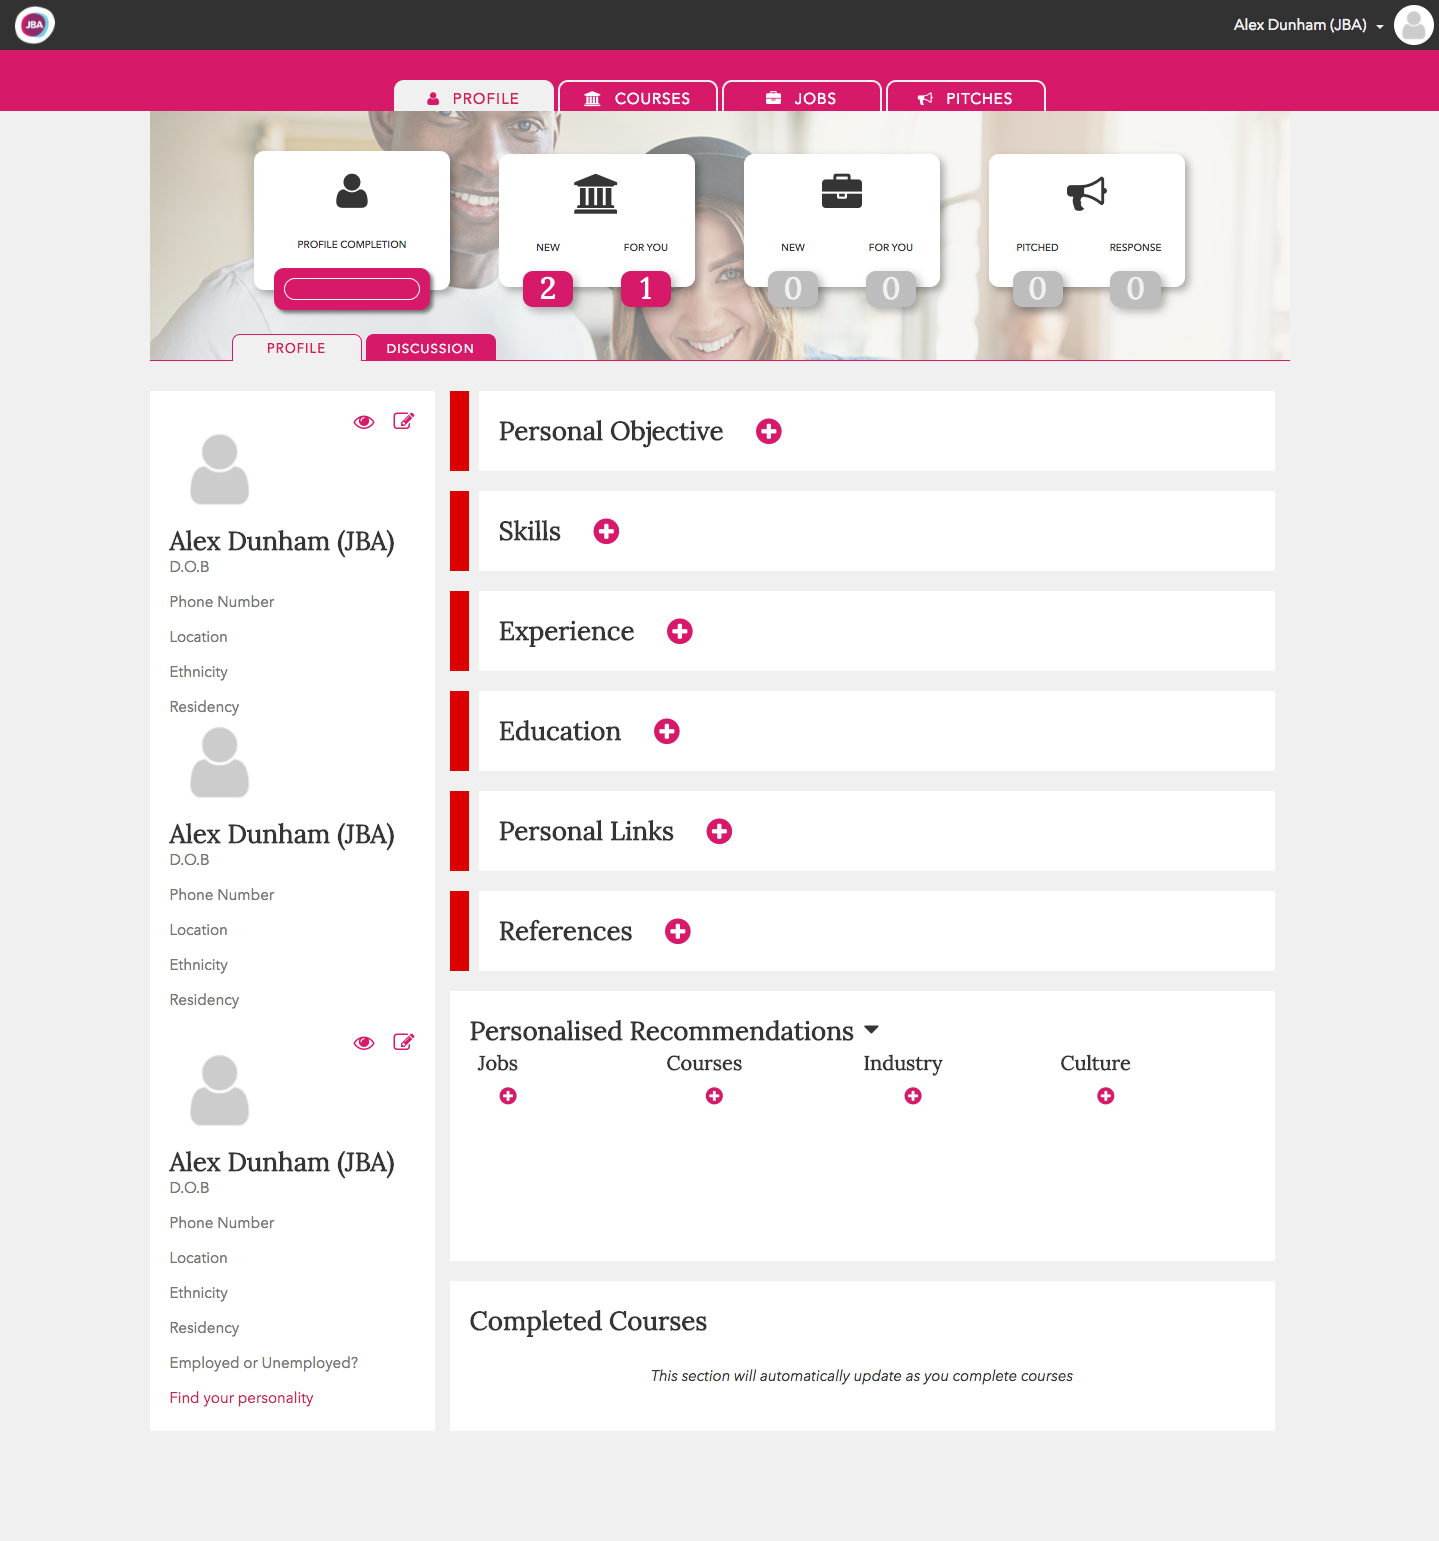 JBA
Alex Dunham (JBA)
PROFILE
COURSES
JOBS
PITCHES
PROFILE COMPLETION
NEW
FOR YOU
2
1
NEW
FOR YOU
0
0
PITCHED
RESPONSE
0
0
PROFILE
DISCUSSION
Alex Dunham (JBA)
D.O.B
Phone Number
Location
Ethnicity
Residency
Alex Dunham (JBA)
D.O.B
Phone Number
Location
Ethnicity
Residency
Alex Dunham (JBA)
D.O.B
Phone Number
Location
Ethnicity
Residency
Employed or Unemployed?
Find your personality
Personal Objective
Skills
Experience
Education
Personal Links
References
Personalised Recommendations
Jobs
Courses
Industry
Culture
Completed Courses
This section will automatically update as you complete courses